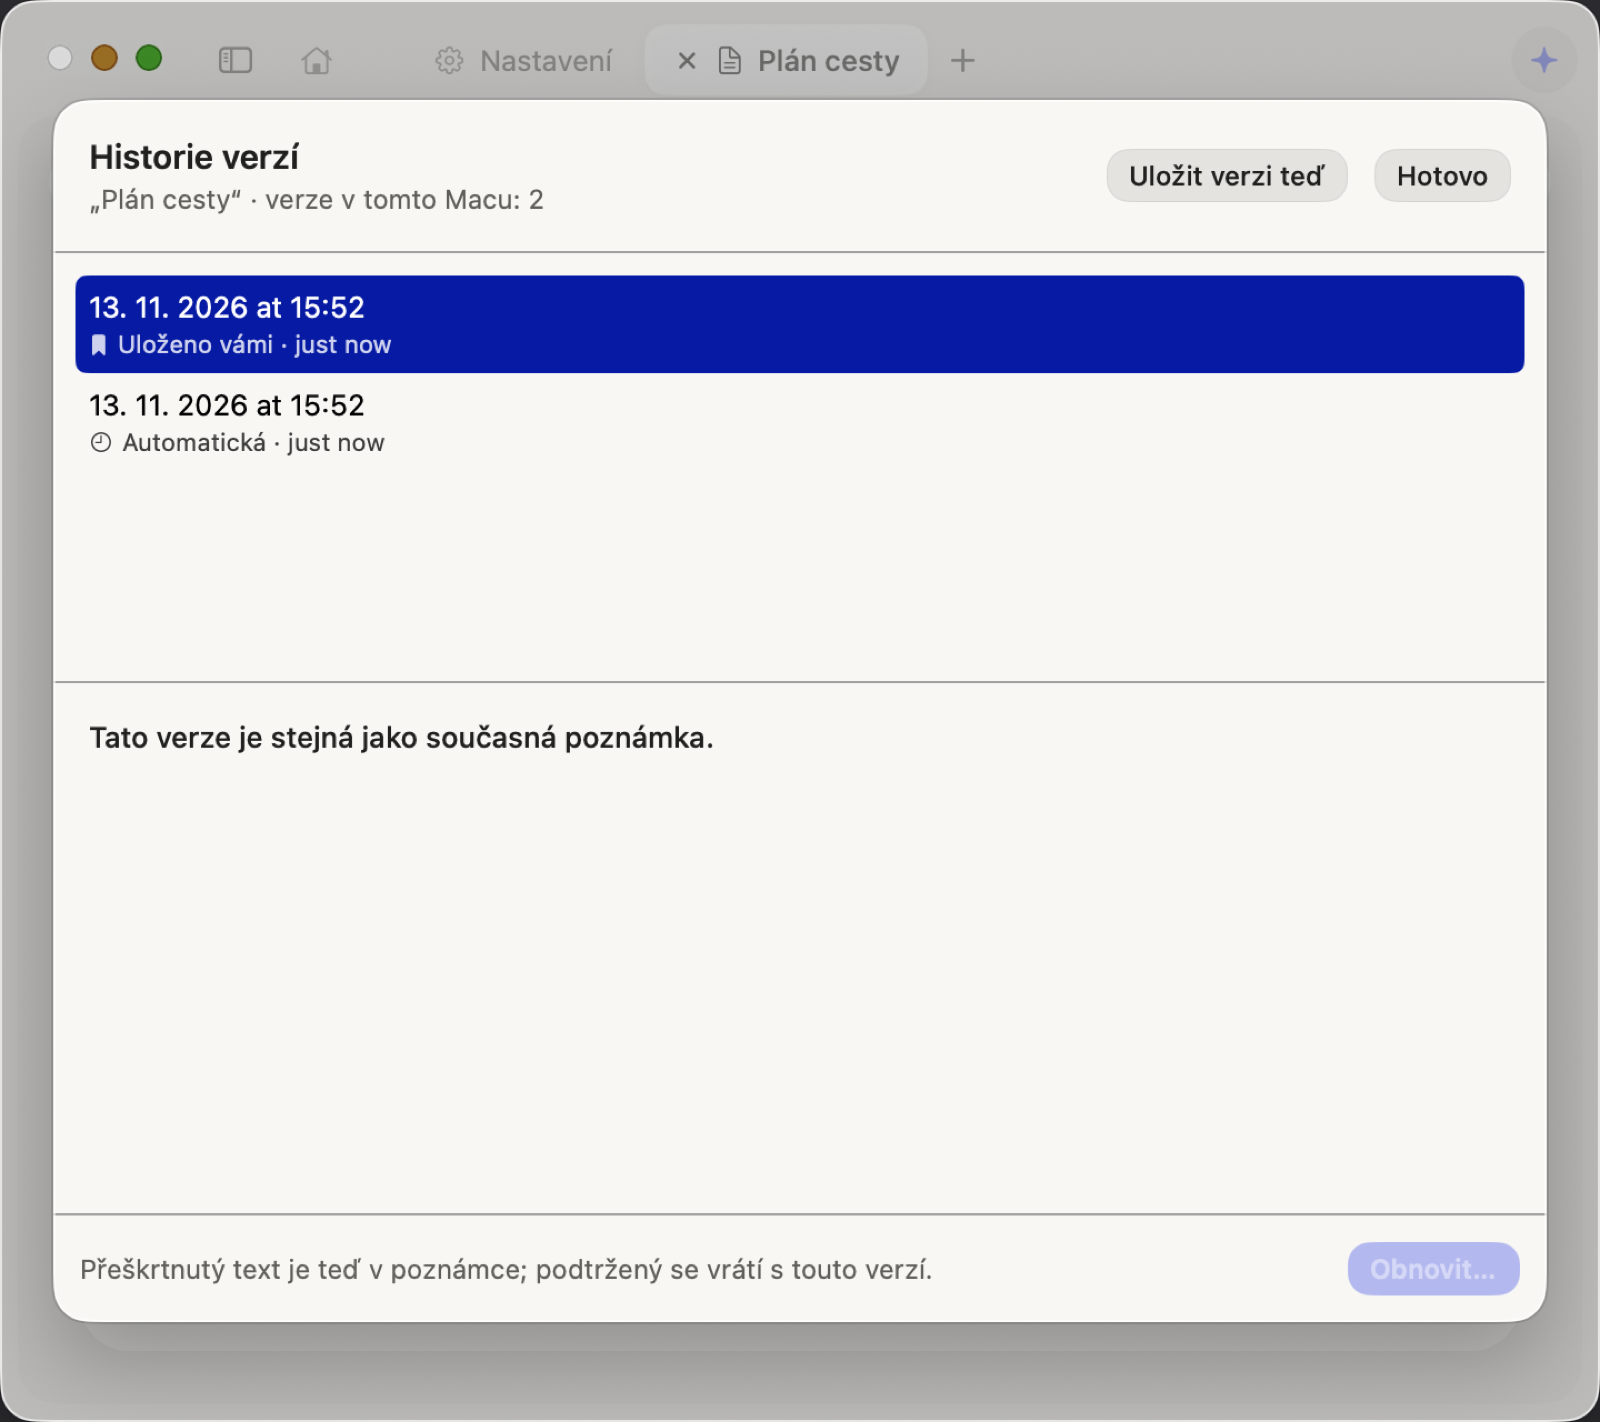 Nastavení
Plán cesty
Historie verzí
„Plán cesty“ · verze v tomto Macu: 2
Uložit verzi teď
Hotovo
13. 11. 2026 at 15:52
Uloženo vámi · just now
13. 11. 2026 at 15:52
Automatická · just now
Tato verze je stejná jako současná poznámka.
Přeškrtnutý text je teď v poznámce; podtržený se vrátí s touto verzí.
Obnovit…